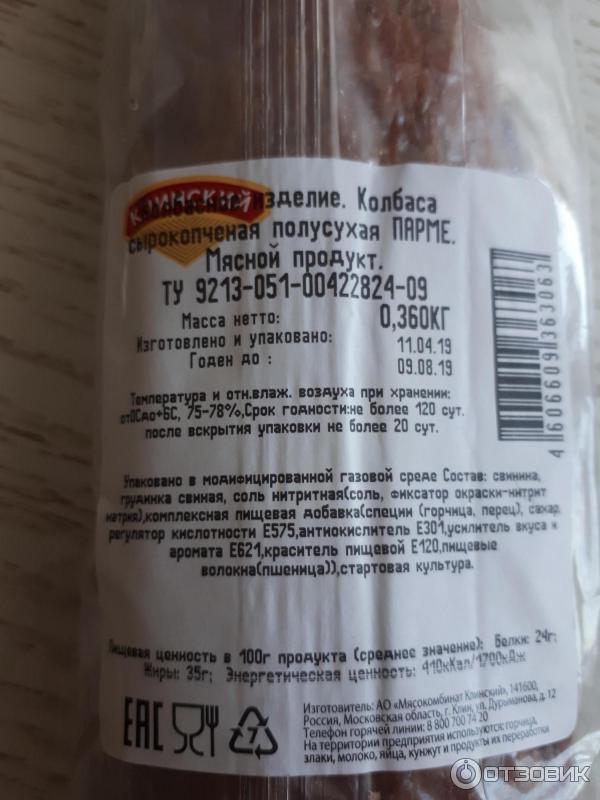 КЛИНСКИЙ
Колбасное изделие. Колбаса
сырокопченая полусухая ПАРМЕ.
Мясной продукт.
ТУ 9213-051-00422824-09
Масса нетто: 0,360КГ
Изготовлено и упаковано: 11.04.19
Годен до : 09.08.19
Температура и отн.влаж. воздуха при хранении:
от0Сдо+6С, 75-78%,Срок годности:не более 120 сут.
после вскрытия упаковки не более 20 сут.
Упаковано в модифицированной газовой среде Состав: свинина,
грудинка свиная, соль нитритная(соль, фиксатор окраски-нитрит
натрия),комплексная пищевая добавка(специи (горчица, перец), сахар,
регулятор кислотности Е575,антиокислитель Е301,усилитель вкуса и
аромата Е621,краситель пищевой Е120,пищевые
волокна(пшеница)),стартовая культура.
Пищевая ценность в 100г продукта (среднее значение): Белки: 24г;
Жиры: 35г; Энергетическая ценность: 410кКал/1700кДж
Изготовитель: АО «Мясокомбинат Клинский», 141600,
Россия, Московская область, г. Клин, ул. Дурыманова, д. 12
Телефон горячей линии: 8 800 700 74 20
На территории предприятия используются: горчица,
злаки, молоко, яйца, кунжут и продукты их переработки
EAC
7
4606609363063
ОТЗОВИК